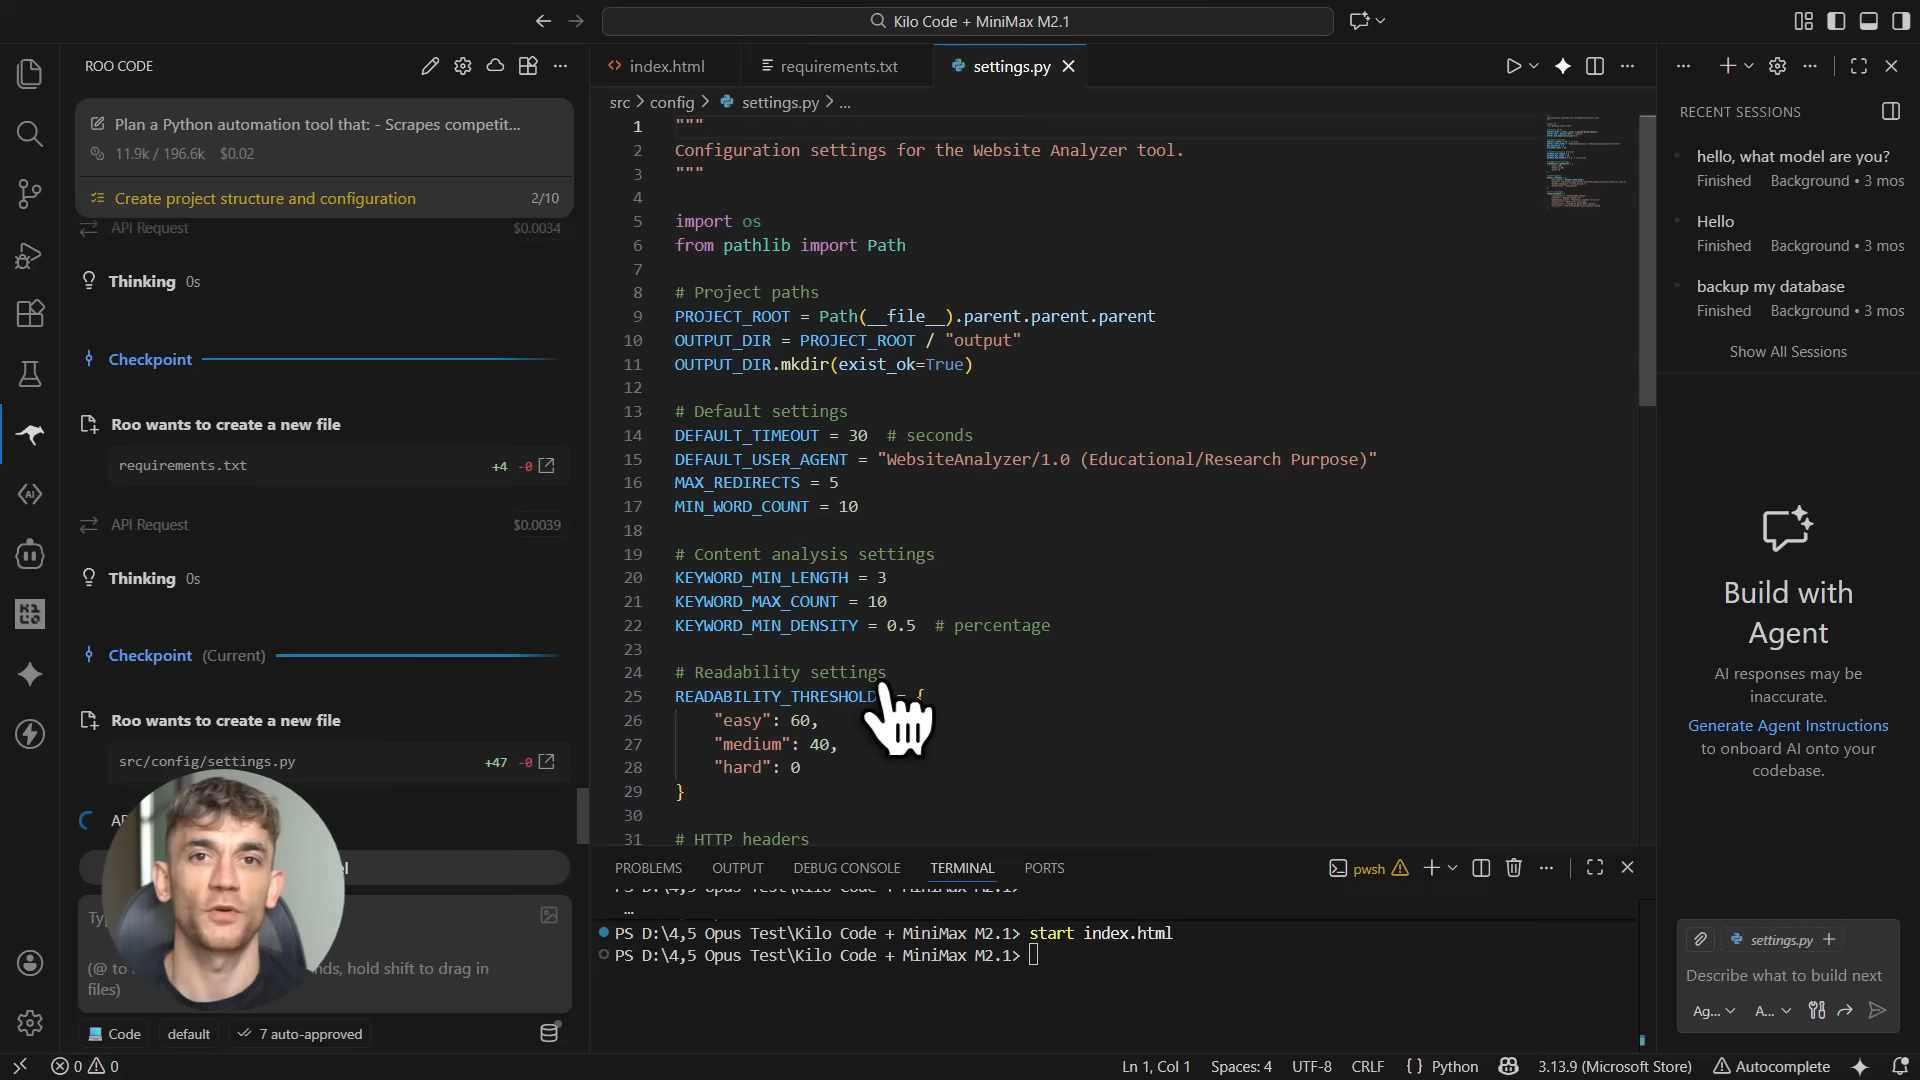 Kilo Code + MiniMax M2.1
ROO CODE
Plan a Python automation tool that: - Scrapes competit...
11.9k / 196.6k $0.02
Create project structure and configuration 2/10
API Request $0.0034
Thinking 0s
Checkpoint
Roo wants to create a new file
requirements.txt +4 -0
API Request $0.0039
Thinking 0s
Checkpoint (Current)
Roo wants to create a new file
src/config/settings.py +47 -0
(@ to
nds, hold shift to drag in
files)
Code default 7 auto-approved
index.html requirements.txt settings.py
src > config > settings.py > ...
1 """
2 Configuration settings for the Website Analyzer tool.
3 """
4
5 import os
6 from pathlib import Path
7
8 # Project paths
9 PROJECT_ROOT = Path(__file__).parent.parent.parent
10 OUTPUT_DIR = PROJECT_ROOT / "output"
11 OUTPUT_DIR.mkdir(exist_ok=True)
12
13 # Default settings
14 DEFAULT_TIMEOUT = 30 # seconds
15 DEFAULT_USER_AGENT = "WebsiteAnalyzer/1.0 (Educational/Research Purpose)"
16 MAX_REDIRECTS = 5
17 MIN_WORD_COUNT = 10
18
19 # Content analysis settings
20 KEYWORD_MIN_LENGTH = 3
21 KEYWORD_MAX_COUNT = 10
22 KEYWORD_MIN_DENSITY = 0.5 # percentage
23
24 # Readability settings
25 READABILITY_THRESHOLD = {
26 "easy": 60,
27 "medium": 40,
28 "hard": 0
29 }
30
31 # HTTP headers
PROBLEMS OUTPUT DEBUG CONSOLE TERMINAL PORTS
pwsh
PS D:\4,5 Opus Test\Kilo Code + MiniMax M2.1>
...
PS D:\4,5 Opus Test\Kilo Code + MiniMax M2.1> start index.html
PS D:\4,5 Opus Test\Kilo Code + MiniMax M2.1>
RECENT SESSIONS
hello, what model are you?
Finished Background • 3 mos
Hello
Finished Background • 3 mos
backup my database
Finished Background • 3 mos
Show All Sessions
Build with
Agent
AI responses may be
inaccurate.
Generate Agent Instructions
to onboard AI onto your
codebase.
settings.py
Describe what to build next
Ag... A...
0 0
Ln 1, Col 1 Spaces: 4 UTF-8 CRLF { } Python 3.13.9 (Microsoft Store) Autocomplete